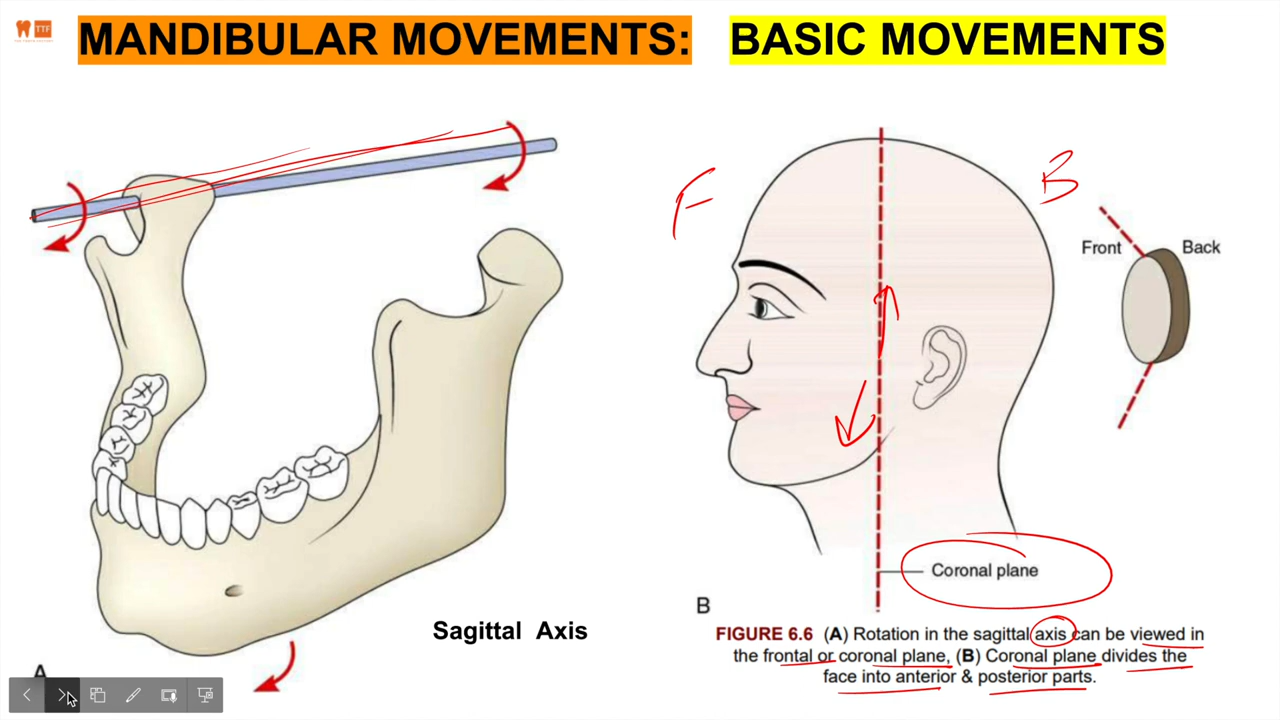 TTF
MANDIBULAR MOVEMENTS: BASIC MOVEMENTS
F
B
Front
Back
Coronal plane
B
Sagittal Axis
A
FIGURE 6.6 (A) Rotation in the sagittal axis can be viewed in
the frontal or coronal plane, (B) Coronal plane divides the
face into anterior & posterior parts.